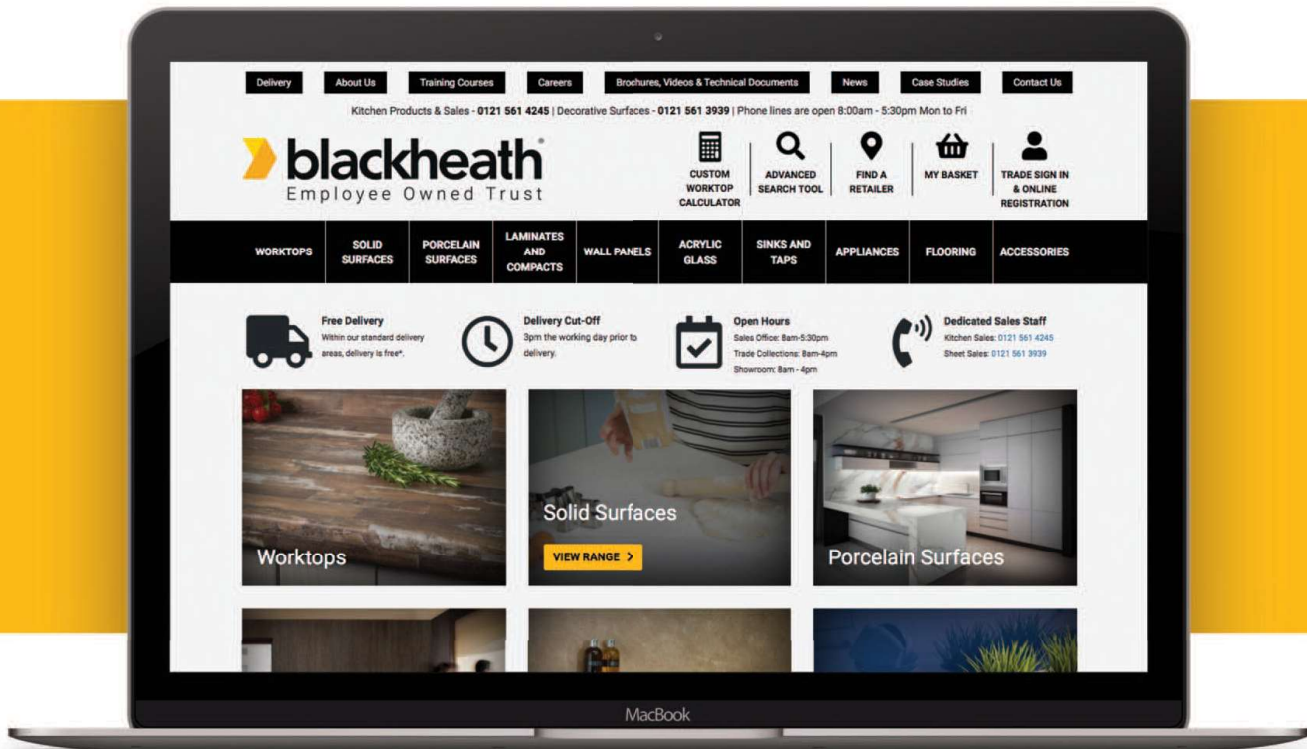 Delivery About Us Training Courses Careers Brochures, Videos & Technical Documents News Case Studies Contact Us
Kitchen Products & Sales - 0121 561 4245 | Decorative Surfaces - 0121 561 3939 | Phone lines are open 8:00am - 5:30pm Mon to Fri
blackheath®
Employee Owned Trust
CUSTOM
WORKTOP
CALCULATOR
ADVANCED
SEARCH TOOL
FIND A
RETAILER
MY BASKET
TRADE SIGN IN
& ONLINE
REGISTRATION
WORKTOPS
SOLID
SURFACES
PORCELAIN
SURFACES
LAMINATES
AND
COMPACTS
WALL PANELS
ACRYLIC
GLASS
SINKS AND
TAPS
APPLIANCES
FLOORING
ACCESSORIES
Free Delivery
Within our standard delivery
areas, delivery is free*.
Delivery Cut-Off
3pm the working day prior to
delivery.
Open Hours
Sales Office: 8am-5:30pm
Trade Collections: 8am-4pm
Showroom: 8am - 4pm
Dedicated Sales Staff
Kitchen Sales: 0121 561 4245
Sheet Sales: 0121 561 3939
Worktops
Solid Surfaces
VIEW RANGE >
Porcelain Surfaces
MacBook